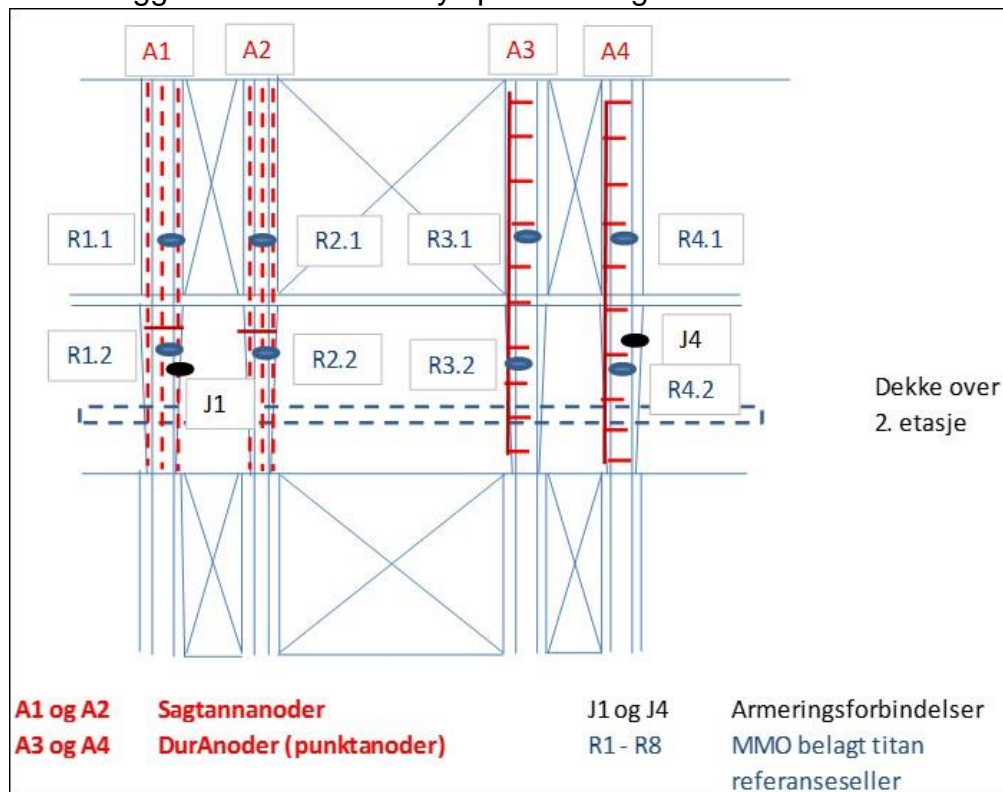 A1
A2
A3
A4
R1.1
R2.1
R3.1
R4.1
R1.2
R2.2
R3.2
J4
J1
R4.2
Dekke over
2. etasje
A1 og A2 Sagtannanoder
A3 og A4 DurAnoder (punktanoder)
J1 og J4 Armeringsforbindelser
R1 - R8 MMO belagt titan
referanseseller